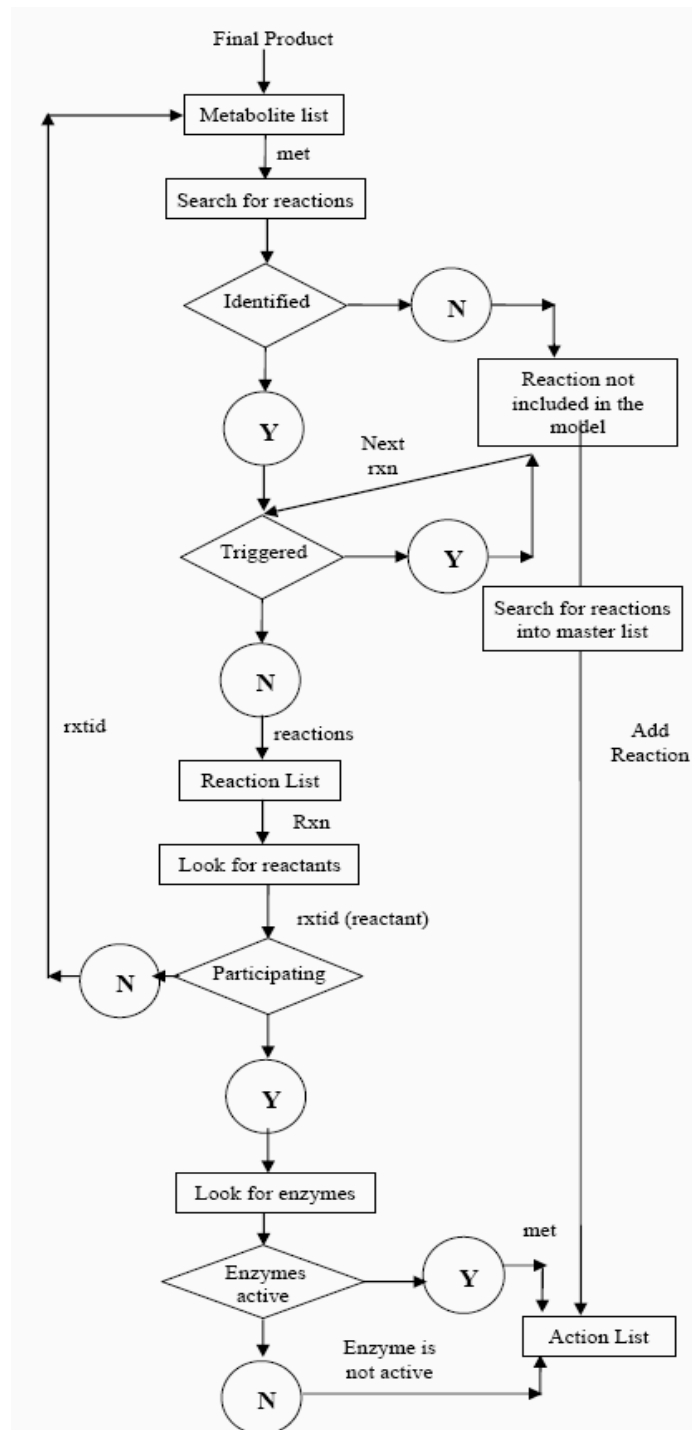 Final Product
Metabolite list
met
Search for reactions
Identified
N
Reaction not
included in the
model
Y
Next
rxn
Triggered
Y
Search for reactions
into master list
N
rxtid
reactions
Add
Reaction
Reaction List
Rxn
Look for reactants
rxtid (reactant)
Participating
N
Y
Look for enzymes
met
Enzymes
active
Y
Action List
Enzyme is
not active
N